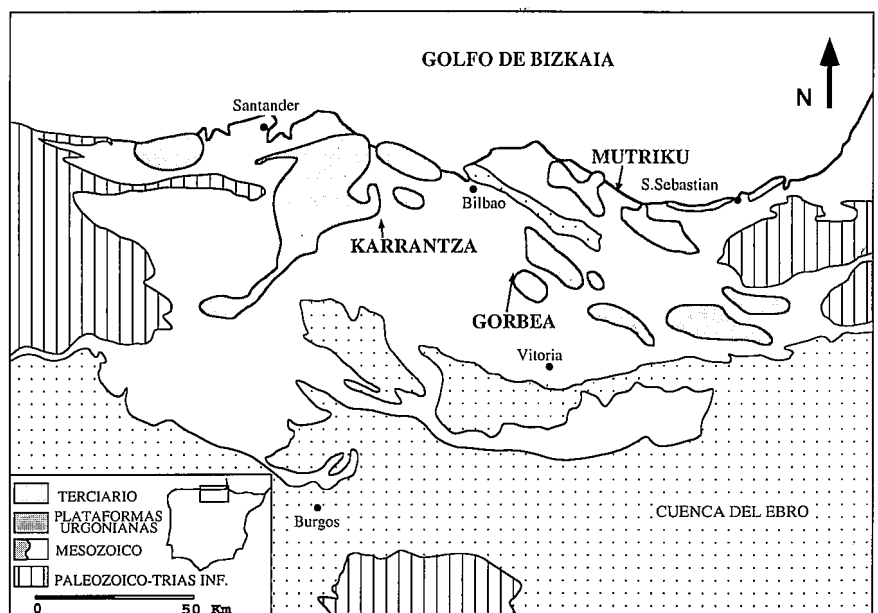 GOLFO DE BIZKAIA
N
Santander
MUTRIKU
S.Sebastian
Bilbao
KARRANTZA
GORBEA
Vitoria
Burgos
CUENCA DEL EBRO
TERCIARIO
PLATAFORMAS
URGONIANAS
MESOZOICO
PALEOZOICO-TRIAS INF.
0 50 Km